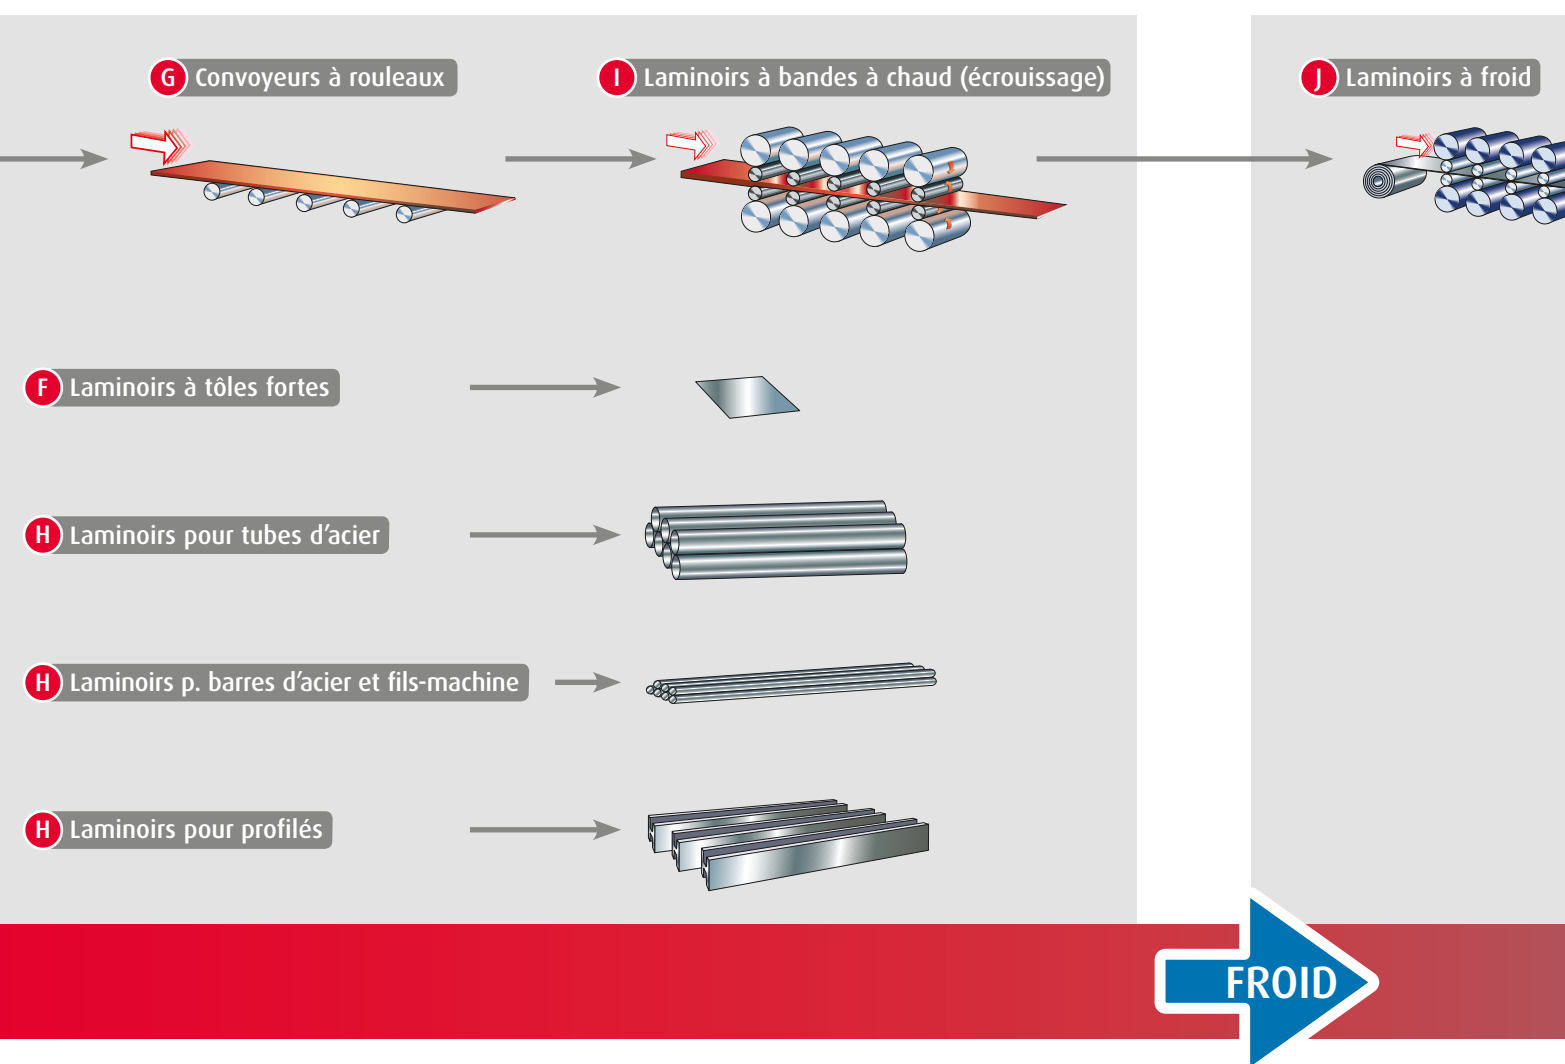 G Convoyeurs à rouleaux
I Laminoirs à bandes à chaud (écrouissage)
J Laminoirs à froid
F Laminoirs à tôles fortes
H Laminoirs pour tubes d’acier
H Laminoirs p. barres d’acier et fils-machine
H Laminoirs pour profilés
FROID